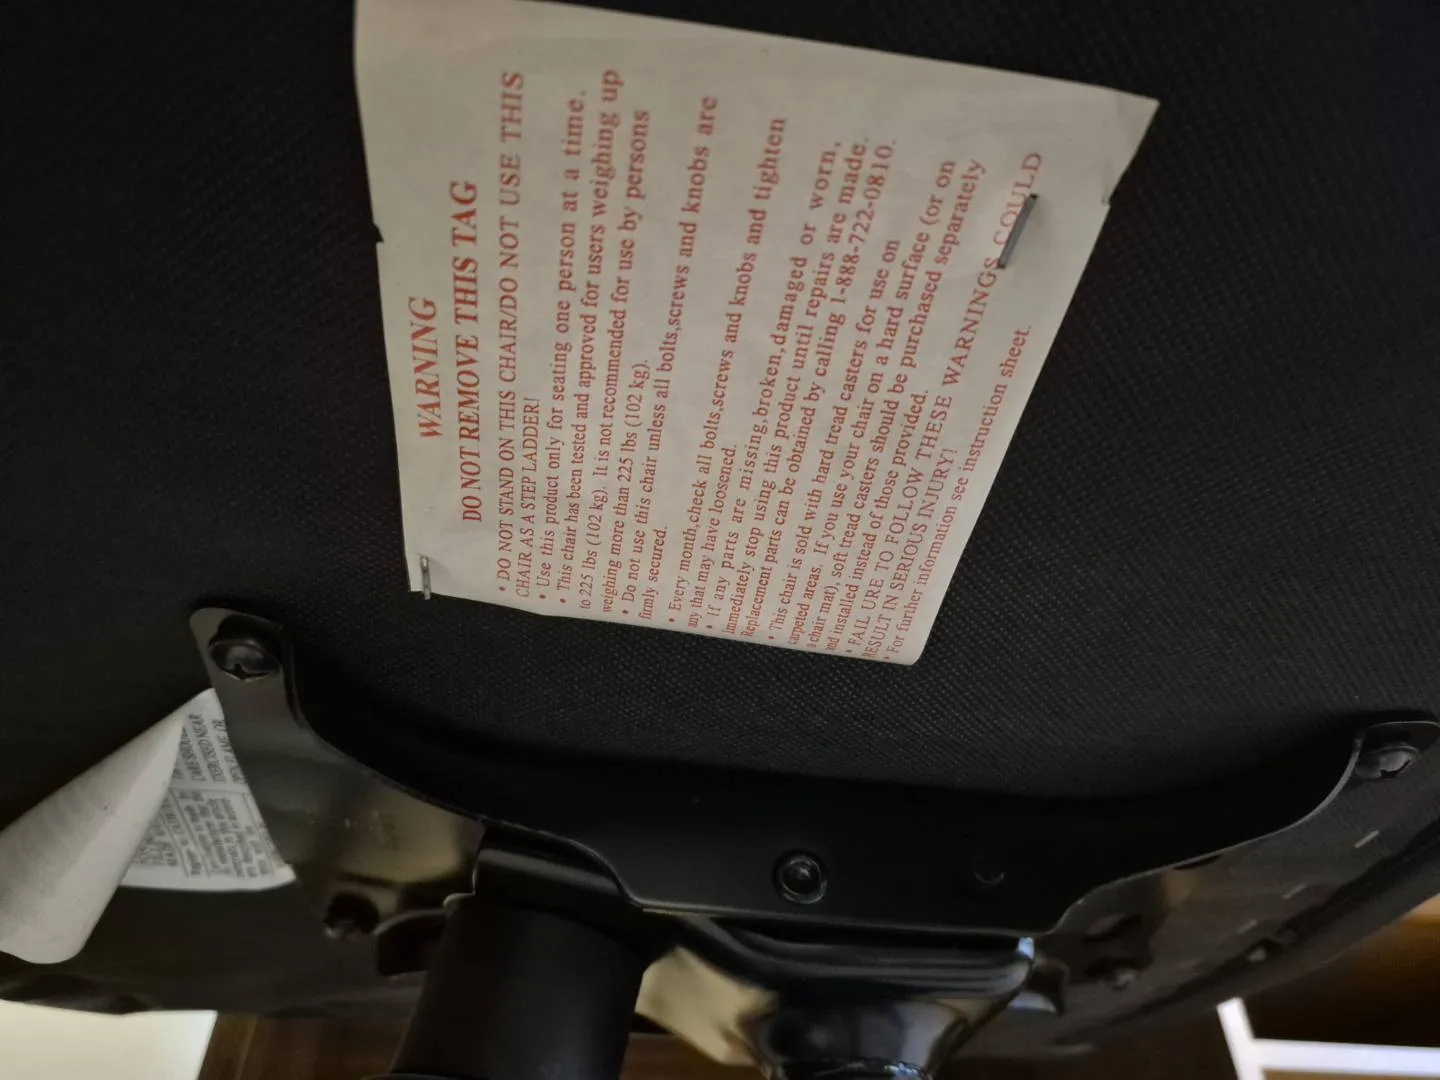 WARNING
DO NOT REMOVE THIS TAG
• DO NOT STAND ON THIS CHAIR/DO NOT USE THIS
CHAIR AS A STEP LADDER!
• Use this product only for seating one person at a time.
• This chair has been tested and approved for users weighing up
to 225 lbs (102 kg). It is not recommended for use by persons
weighing more than 225 lbs (102 kg).
• Do not use this chair unless all bolts,screws and knobs are
firmly secured.
• Every month,check all bolts,screws and knobs and tighten
any that may have loosened.
• If any parts are missing,broken,damaged or worn,
immediately stop using this product until repairs are made.
Replacement parts can be obtained by calling 1-888-722-0810.
• This chair is sold with hard tread casters for use on
carpeted areas. If you use your chair on a hard surface (or on
a chair mat), soft tread casters should be purchased separately
and installed instead of those provided.
• FAIL URE TO FOLLOW THESE WARNINGS COULD
RESULT IN SERIOUS INJURY!
• For further information see instruction sheet.
EXERCISED NEAR